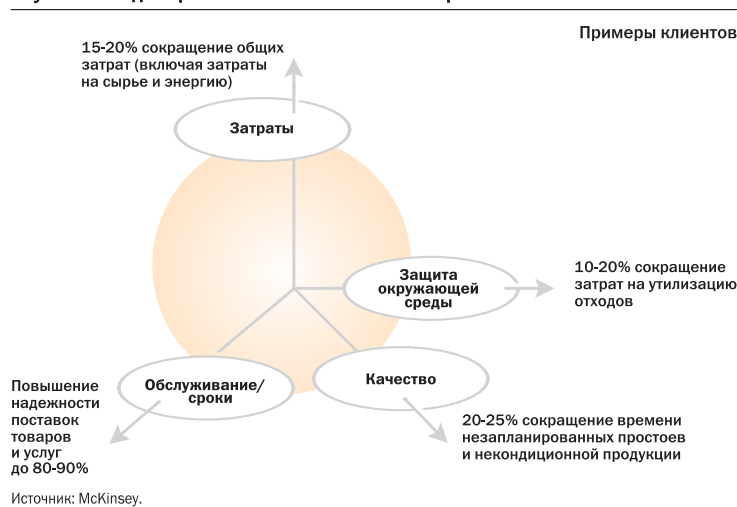 Примеры клиентов
15-20% сокращение общих
затрат (включая затраты
на сырье и энергию)
Затраты
Защита
окружающей
среды
10-20% сокращение
затрат на утилизацию
отходов
Обслуживание/
сроки
Качество
Повышение
надежности
поставок
товаров
и услуг
до 80-90%
20-25% сокращение времени
незапланированных простоев
и некондиционной продукции
Источник: McKinsey.